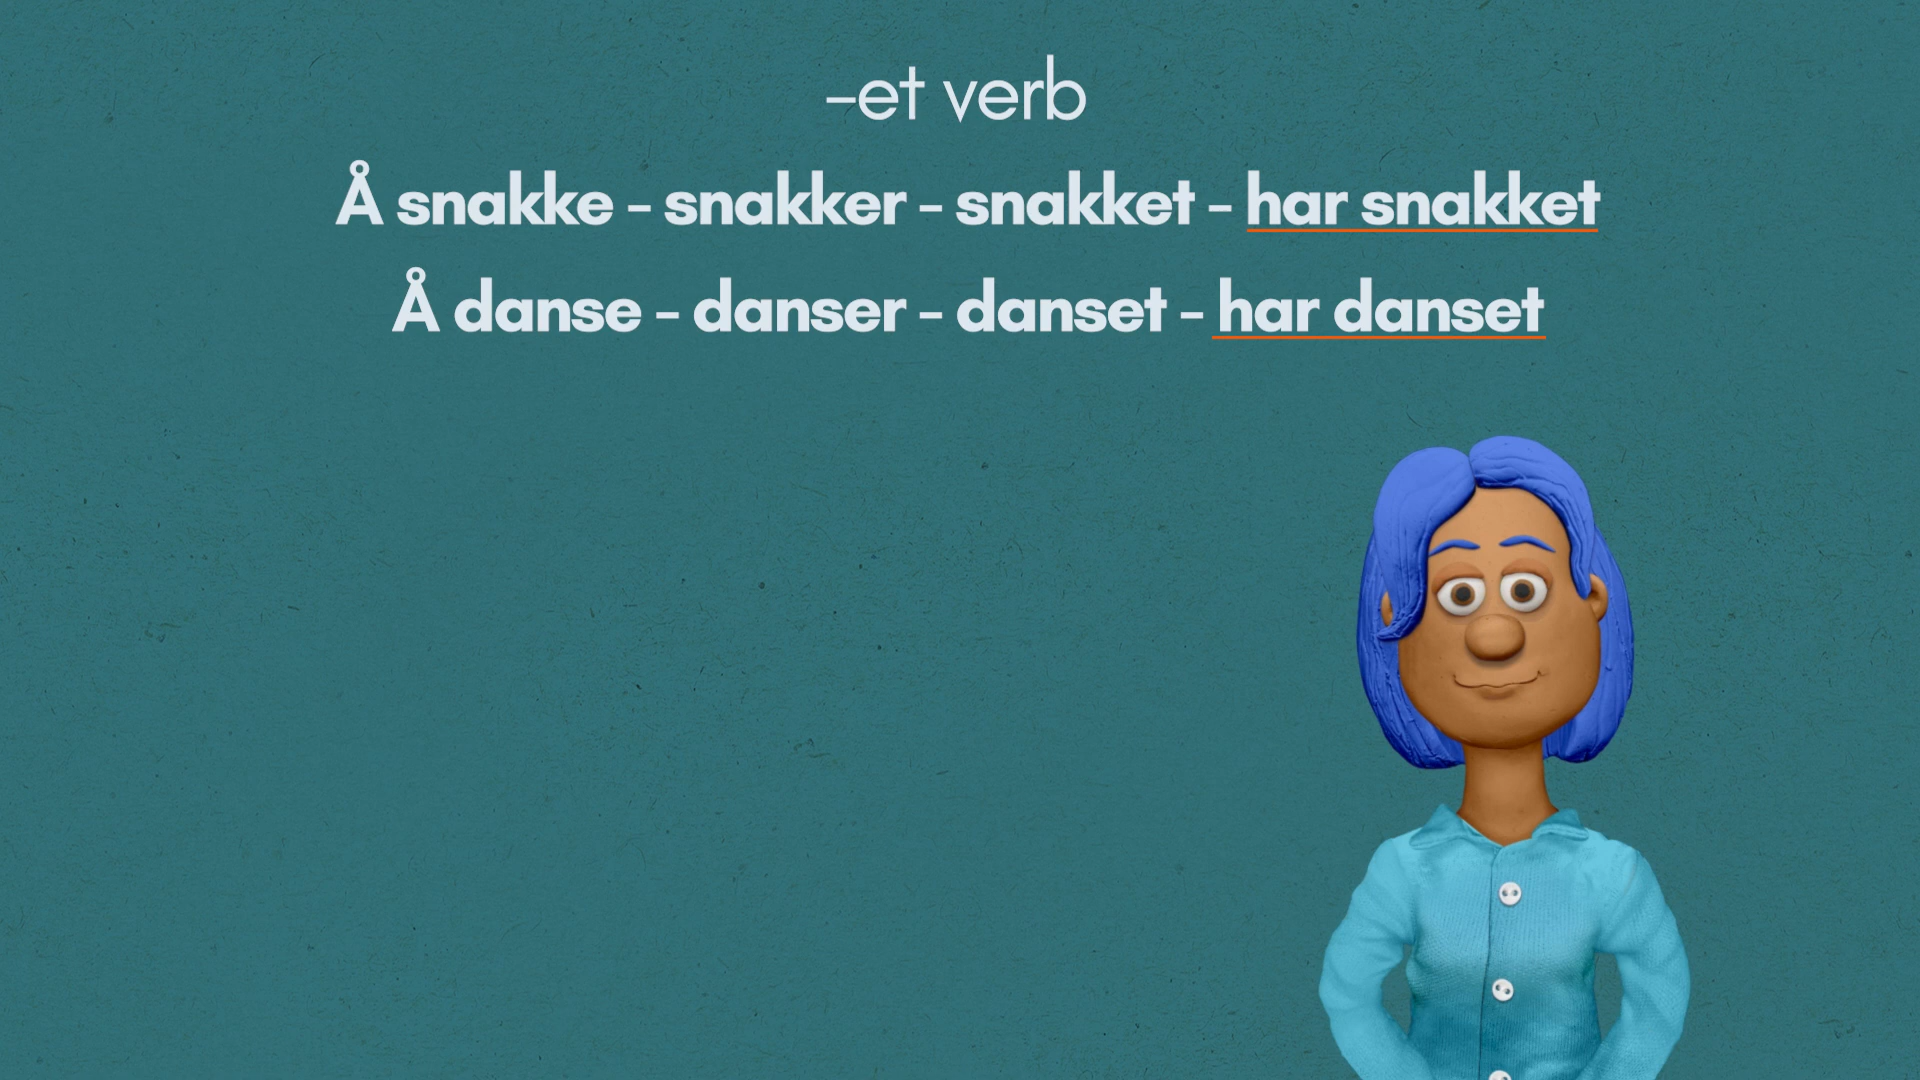 –et verb
Å snakke – snakker – snakket – har snakket
Å danse – danser – danset – har danset